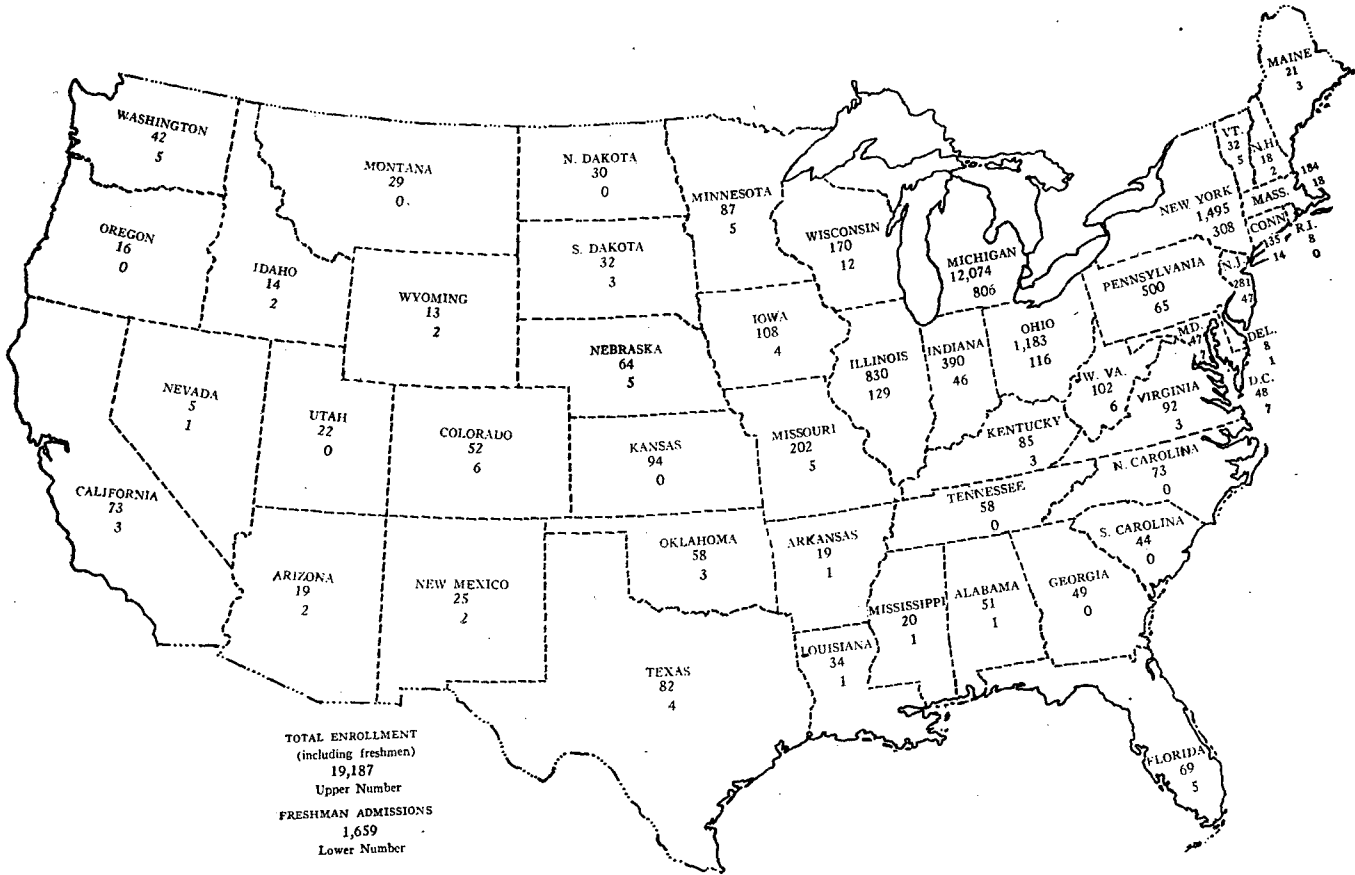 WASHINGTON
42
5
OREGON
16
0
CALIFORNIA
73
3
NEVADA
5
1
IDAHO
14
2
MONTANA
29
0
WYOMING
13
2
UTAH
22
0
COLORADO
52
6
ARIZONA
19
2
NEW MEXICO
25
2
N. DAKOTA
30
0
S. DAKOTA
32
3
NEBRASKA
64
5
KANSAS
94
0
OKLAHOMA
58
3
TEXAS
82
4
MINNESOTA
87
5
IOWA
108
4
MISSOURI
202
5
ARKANSAS
19
1
LOUISIANA
34
1
WISCONSIN
170
12
ILLINOIS
830
129
MICHIGAN
12,074
806
INDIANA
390
46
OHIO
1,183
116
KENTUCKY
85
3
TENNESSEE
58
0
MISSISSIPPI
20
1
ALABAMA
51
1
GEORGIA
49
0
FLORIDA
69
5
S. CAROLINA
44
0
N. CAROLINA
73
0
VIRGINIA
92
3
W. VA.
102
6
MD.
47
7
DEL.
8
1
D.C.
48
7
PENNSYLVANIA
500
65
N.J.
281
47
NEW YORK
1,495
308
CONN.
135
14
R.I.
8
0
MASS.
184
18
VT.
32
5
N.H.
18
2
MAINE
21
3
TOTAL ENROLLMENT
(including freshmen)
19,187
Upper Number
FRESHMAN ADMISSIONS
1,659
Lower Number